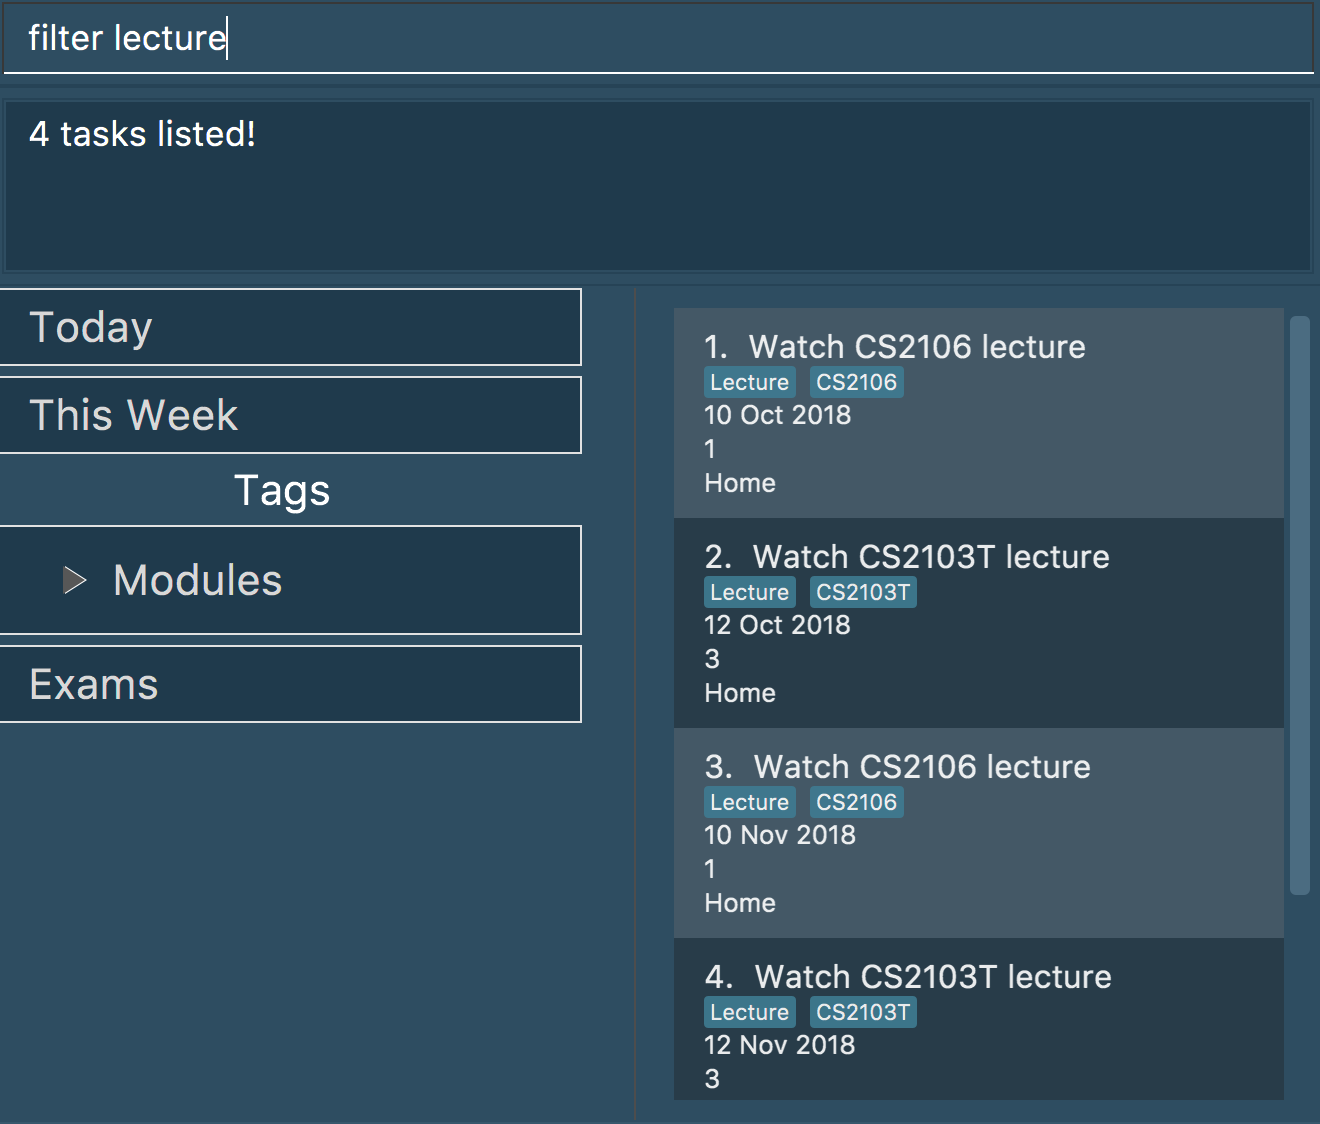 filter lecture
4 tasks listed!
Today
This Week
Tags
Modules
Exams
1. Watch CS2106 lecture
Lecture CS2106
10 Oct 2018
1
Home
2. Watch CS2103T lecture
Lecture CS2103T
12 Oct 2018
3
Home
3. Watch CS2106 lecture
Lecture CS2106
10 Nov 2018
1
Home
4. Watch CS2103T lecture
Lecture CS2103T
12 Nov 2018
3